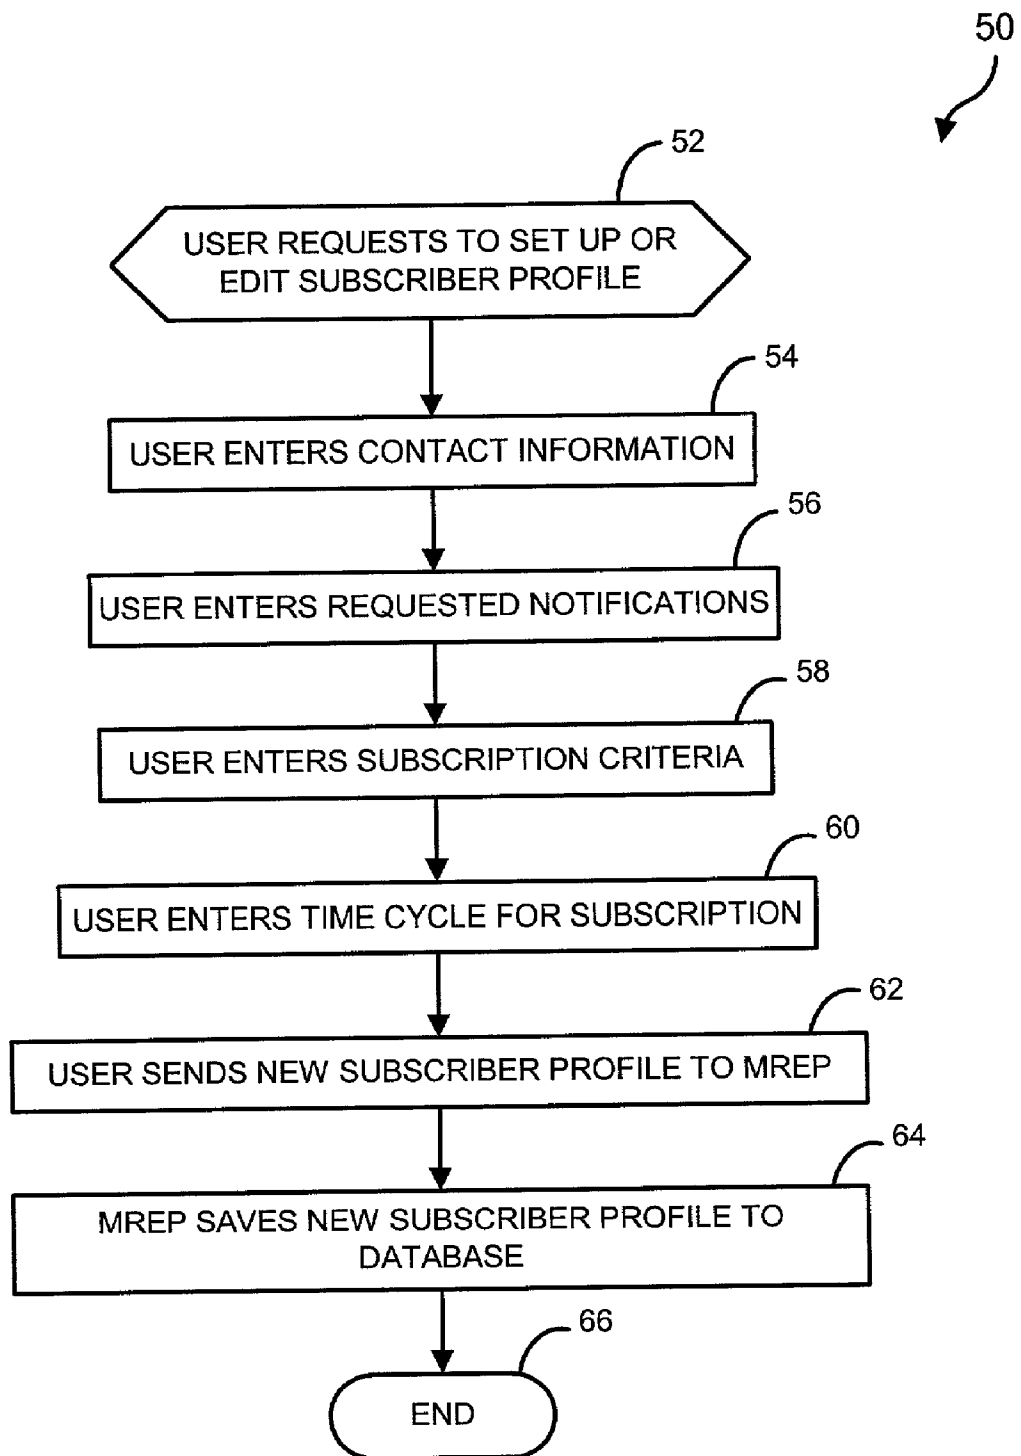 50
52
USER REQUESTS TO SET UP OR
EDIT SUBSCRIBER PROFILE
54
USER ENTERS CONTACT INFORMATION
56
USER ENTERS REQUESTED NOTIFICATIONS
58
USER ENTERS SUBSCRIPTION CRITERIA
60
USER ENTERS TIME CYCLE FOR SUBSCRIPTION
62
USER SENDS NEW SUBSCRIBER PROFILE TO MREP
64
MREP SAVES NEW SUBSCRIBER PROFILE TO
DATABASE
66
END